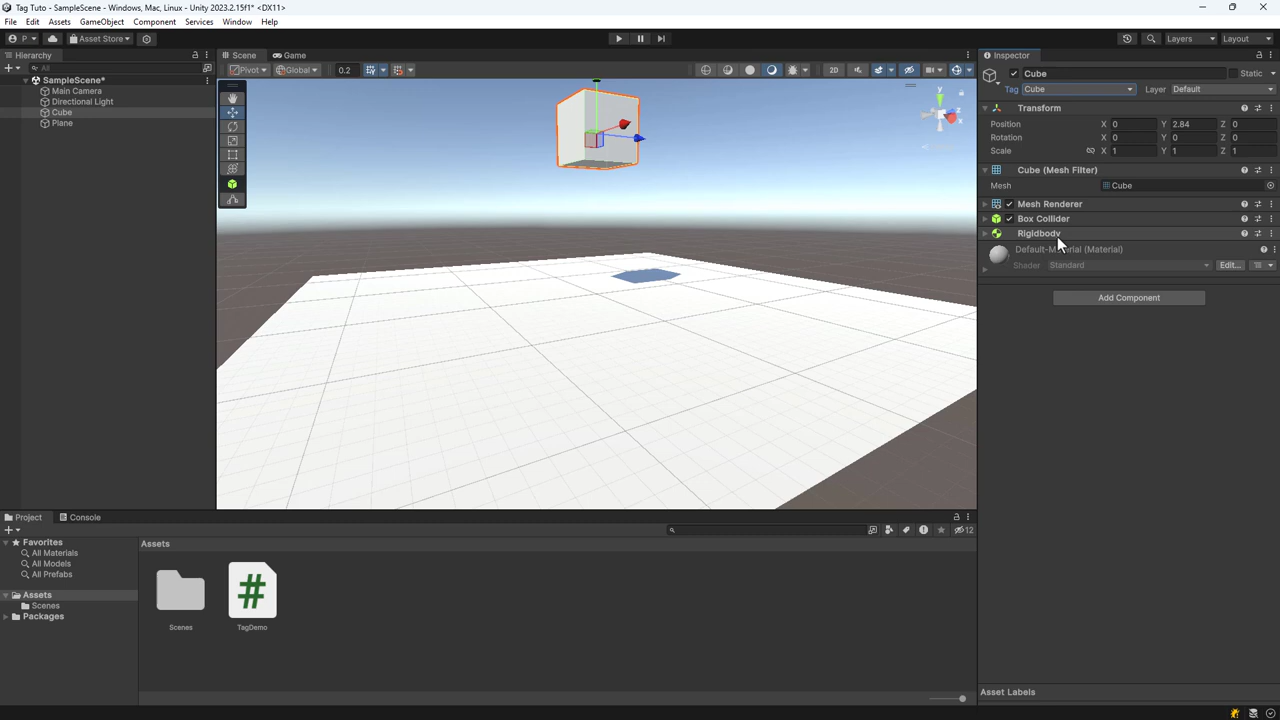 Tag Tuto - SampleScene - Windows, Mac, Linux - Unity 2023.2.15f1* <DX11>
File Edit Assets GameObject Component Services Window Help
P Asset Store Layers Layout
Hierarchy Scene Game Inspector
All Pivot Global 0.2 2D Cube Static
SampleScene*
Main Camera
Directional Light
Cube
Plane
Tag Cube Layer Default
Transform
Position X 0 Y 2.84 Z 0
Rotation X 0 Y 0 Z 0
Scale X 1 Y 1 Z 1
Cube (Mesh Filter)
Mesh Cube
Mesh Renderer
Box Collider
Rigidbody
Default-Material (Material)
Shader Standard Edit...
Add Component
y
x
z
Project Console
12
Favorites
All Materials
All Models
All Prefabs
Assets
Scenes
Packages
Assets
#
Scenes TagDemo
Asset Labels